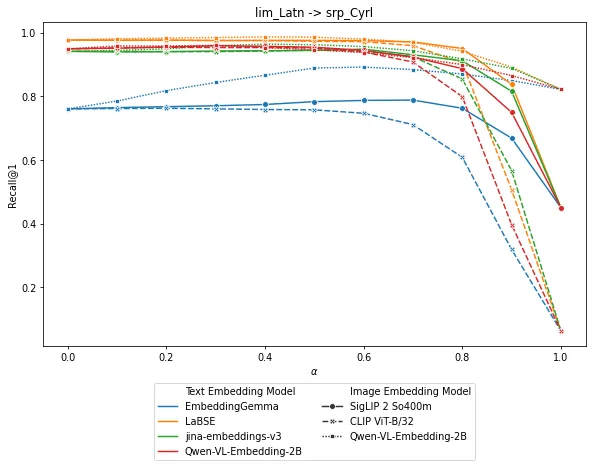 lim_Latn -> srp_Cyrl
Recall@1
1.0
0.8
0.6
0.4
0.2
0.0 0.2 0.4 0.6 0.8 1.0
α
Text Embedding Model Image Embedding Model
EmbeddingGemma SigLIP 2 So400m
LaBSE CLIP ViT-B/32
jina-embeddings-v3 Qwen-VL-Embedding-2B
Qwen-VL-Embedding-2B